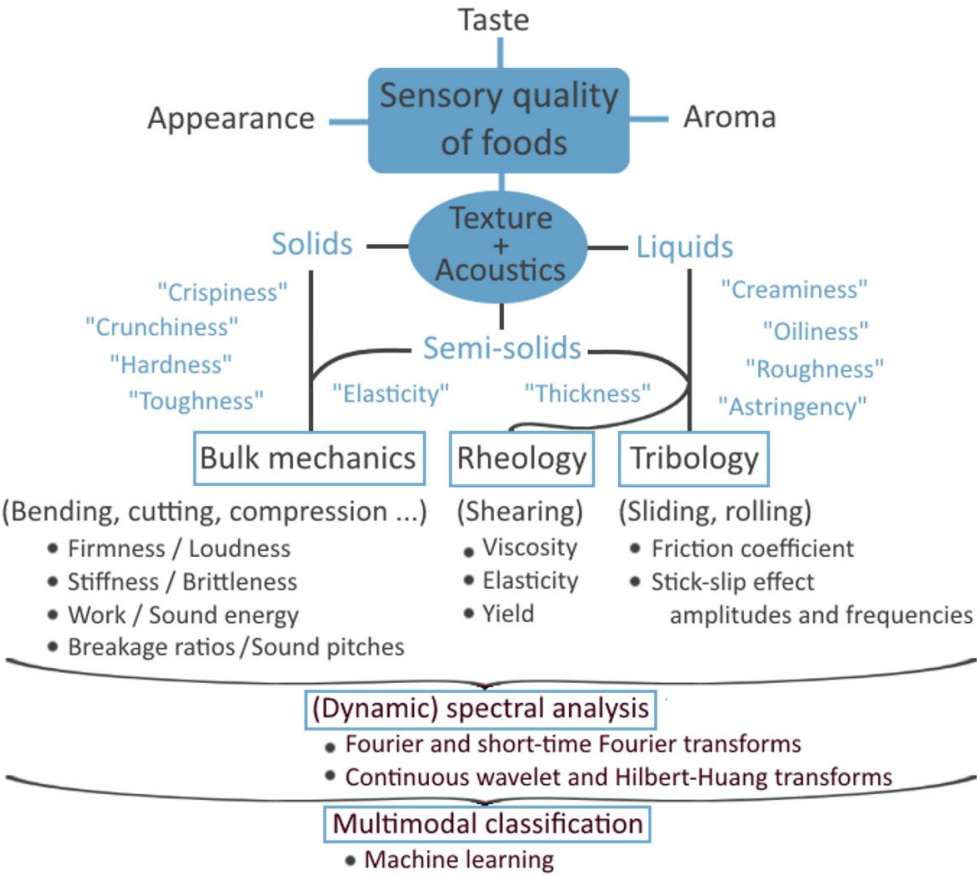 Taste
Appearance
Sensory quality
of foods
Aroma
Texture
+
Acoustics
Solids
Liquids
"Crispiness"
"Crunchiness"
"Hardness"
"Toughness"
"Creaminess"
"Oiliness"
"Roughness"
"Astringency"
Semi-solids
"Elasticity"
"Thickness"
Bulk mechanics
(Bending, cutting, compression ...)
• Firmness / Loudness
• Stiffness / Brittleness
• Work / Sound energy
• Breakage ratios / Sound pitches
Rheology
(Shearing)
• Viscosity
• Elasticity
• Yield
Tribology
(Sliding, rolling)
• Friction coefficient
• Stick-slip effect
amplitudes and frequencies
(Dynamic) spectral analysis
• Fourier and short-time Fourier transforms
• Continuous wavelet and Hilbert-Huang transforms
Multimodal classification
• Machine learning